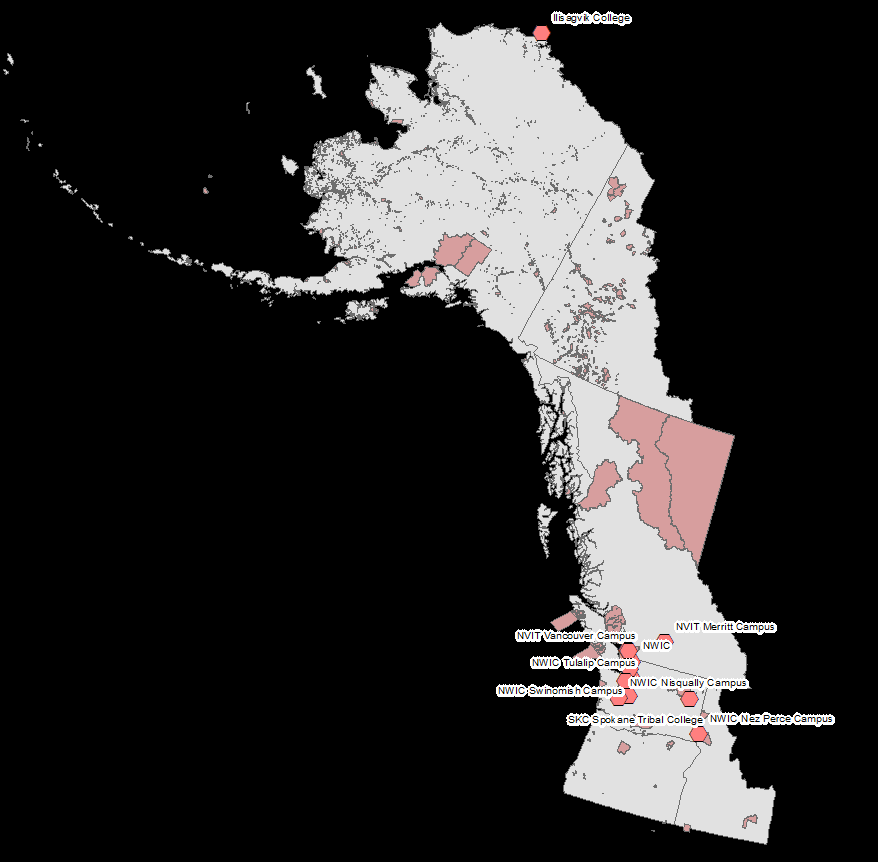 Ilisagvik College
NVIT Merritt Campus
NVIT Vancouver Campus
NWIC
NWIC Tulalip Campus
NWIC Nisqually Campus
NWIC Swinomish Campus
SKC Spokane Tribal College
NWIC Nez Perce Campus